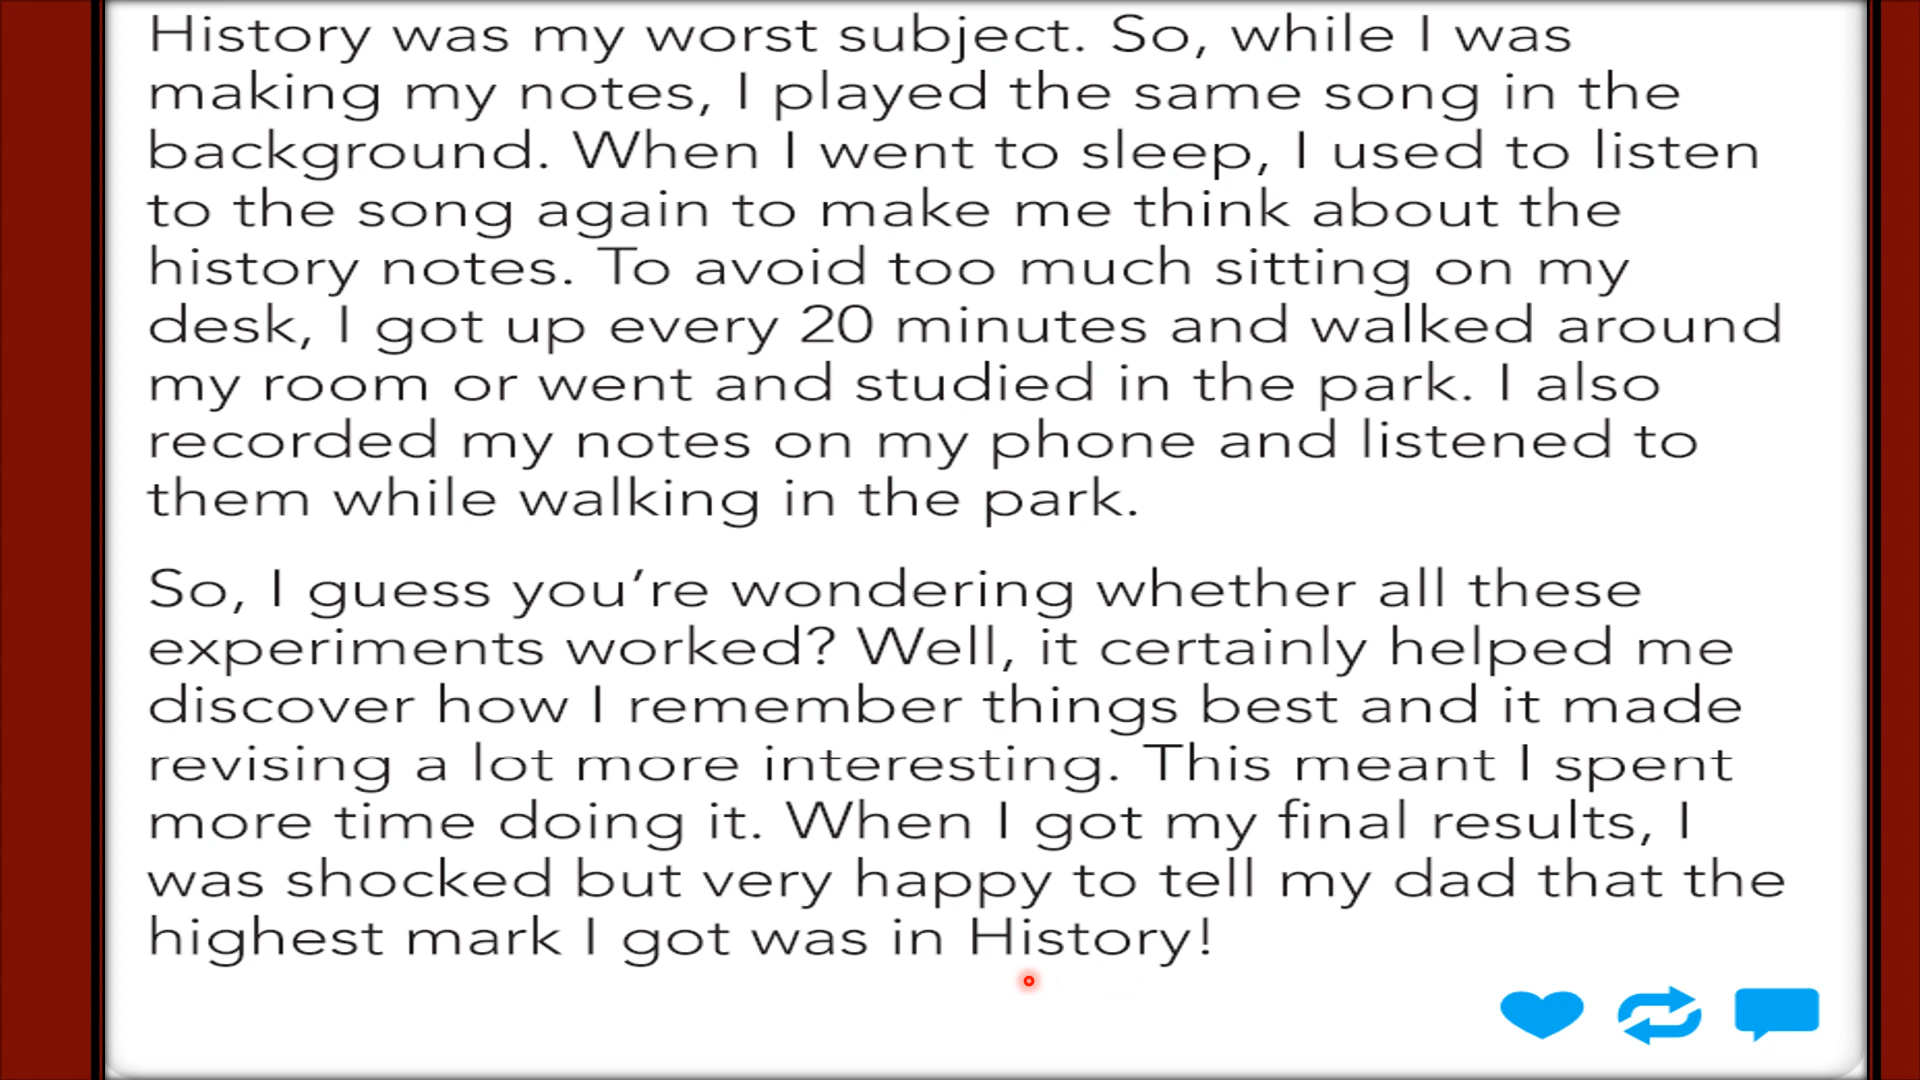 History was my worst subject. So, while I was
making my notes, I played the same song in the
background. When I went to sleep, I used to listen
to the song again to make me think about the
history notes. To avoid too much sitting on my
desk, I got up every 20 minutes and walked around
my room or went and studied in the park. I also
recorded my notes on my phone and listened to
them while walking in the park.
So, I guess you’re wondering whether all these
experiments worked? Well, it certainly helped me
discover how I remember things best and it made
revising a lot more interesting. This meant I spent
more time doing it. When I got my final results, I
was shocked but very happy to tell my dad that the
highest mark I got was in History!